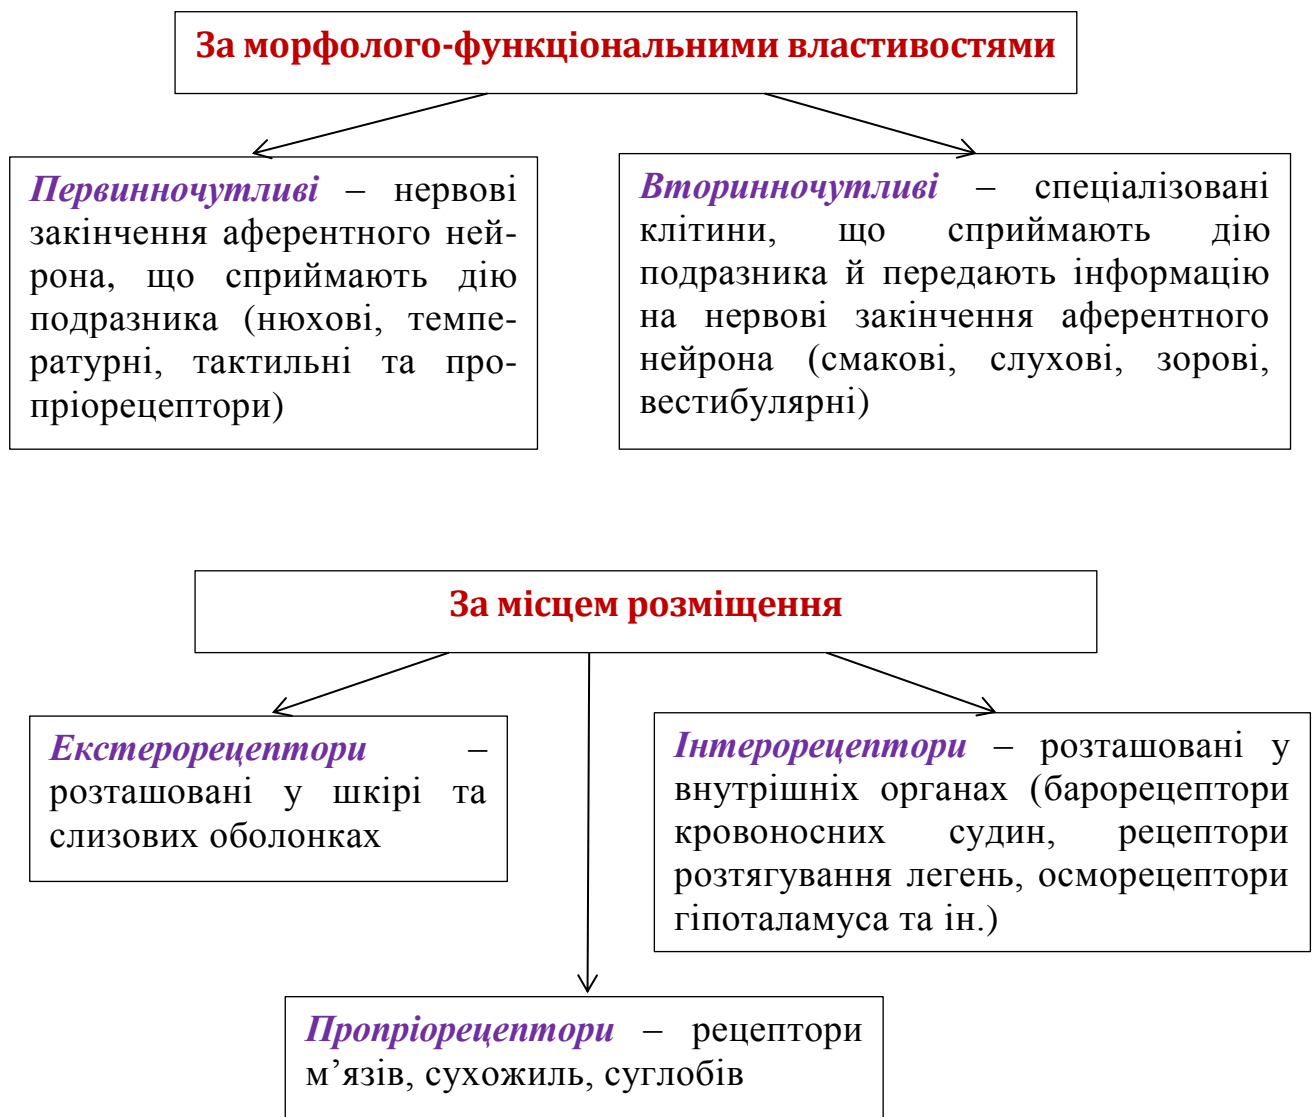 За морфолого-функціональними властивостями
Первинночутливі – нервові
закінчення аферентного ней-
рона, що сприймають дію
подразника (нюхові, темпе-
ратурні, тактильні та про-
пріорецептори)
Вторинночутливі – спеціалізовані
клітини, що сприймають дію
подразника й передають інформацію
на нервові закінчення аферентного
нейрона (смакові, слухові, зорові,
вестибулярні)
За місцем розміщення
Екстерорецептори –
розташовані у шкірі та
слизових оболонках
Інтерорецептори – розташовані у
внутрішніх органах (барорецептори
кровоносних судин, рецептори
розтягування легень, осморецептори
гіпоталамуса та ін.)
Пропріорецептори – рецептори
м’язів, сухожиль, суглобів